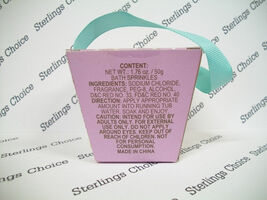 Sterlings Choice
CONTENT:
NET WT.: 1.76 oz. / 50g
BATH SPRINKLES
INGREDIENTS: SODIUM CHLORIDE,
FRAGRANCE, PEG-8, ALCOHOL,
D&C RED NO. 33, FD&C RED NO. 40
DIRECTION: APPLY APPROPRIATE
AMOUNT INTO RUNNING TUB
WATER, SOAK AND ENJOY
CAUTION: INTEND FOR USE BY
ADULTS OR FOR EXTERNAL
USE ONLY. DO NOT APPLY
AROUND EYES. KEEP OUT OF
REACH OF CHILDREN.
NOT FOR PERSONAL
CONSUMPTION.
MADE IN CHINA